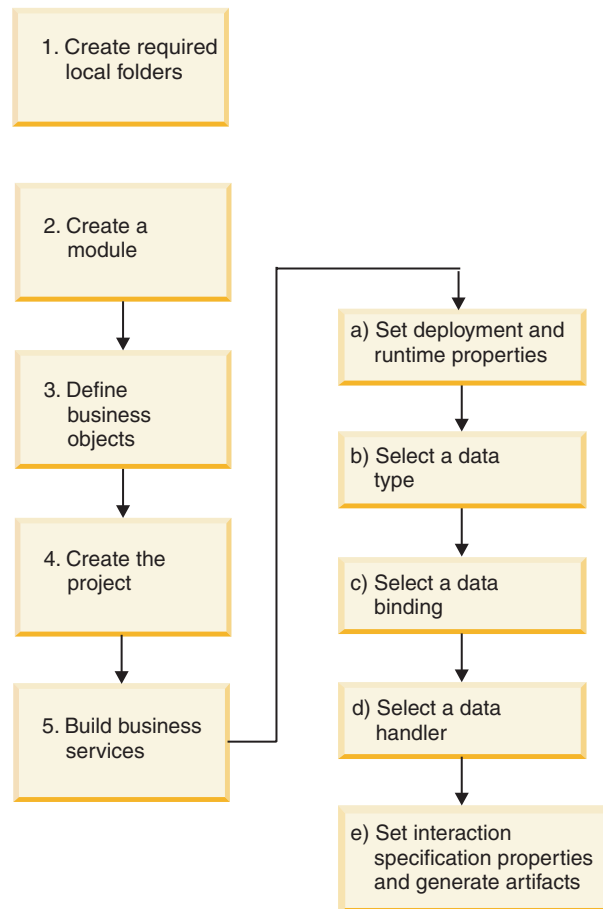 1. Create required
local folders
2. Create a
module
3. Define
business
objects
4. Create the
project
5. Build business
services
a) Set deployment and
runtime properties
b) Select a data
type
c) Select a data
binding
d) Select a data
handler
e) Set interaction
specification properties
and generate artifacts